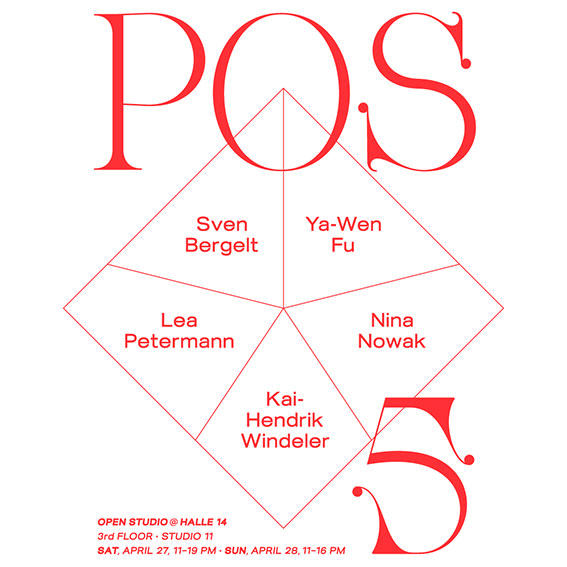 POS
Sven
Bergelt
Ya-Wen
Fu
Lea
Petermann
Nina
Nowak
Kai-
Hendrik
Windeler
5
OPEN STUDIO @ HALLE 14
3rd FLOOR · STUDIO 11
SAT, APRIL 27, 11–19 PM · SUN, APRIL 28, 11–16 PM